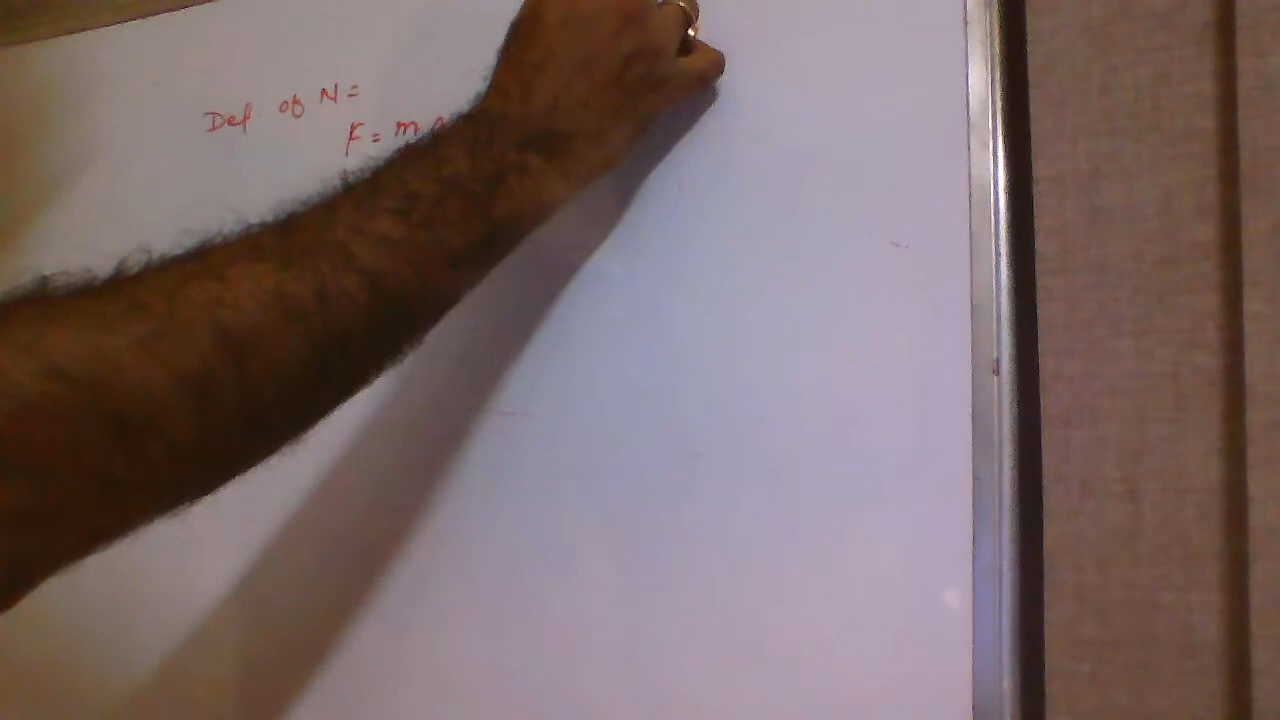 Def of N =
F = m a